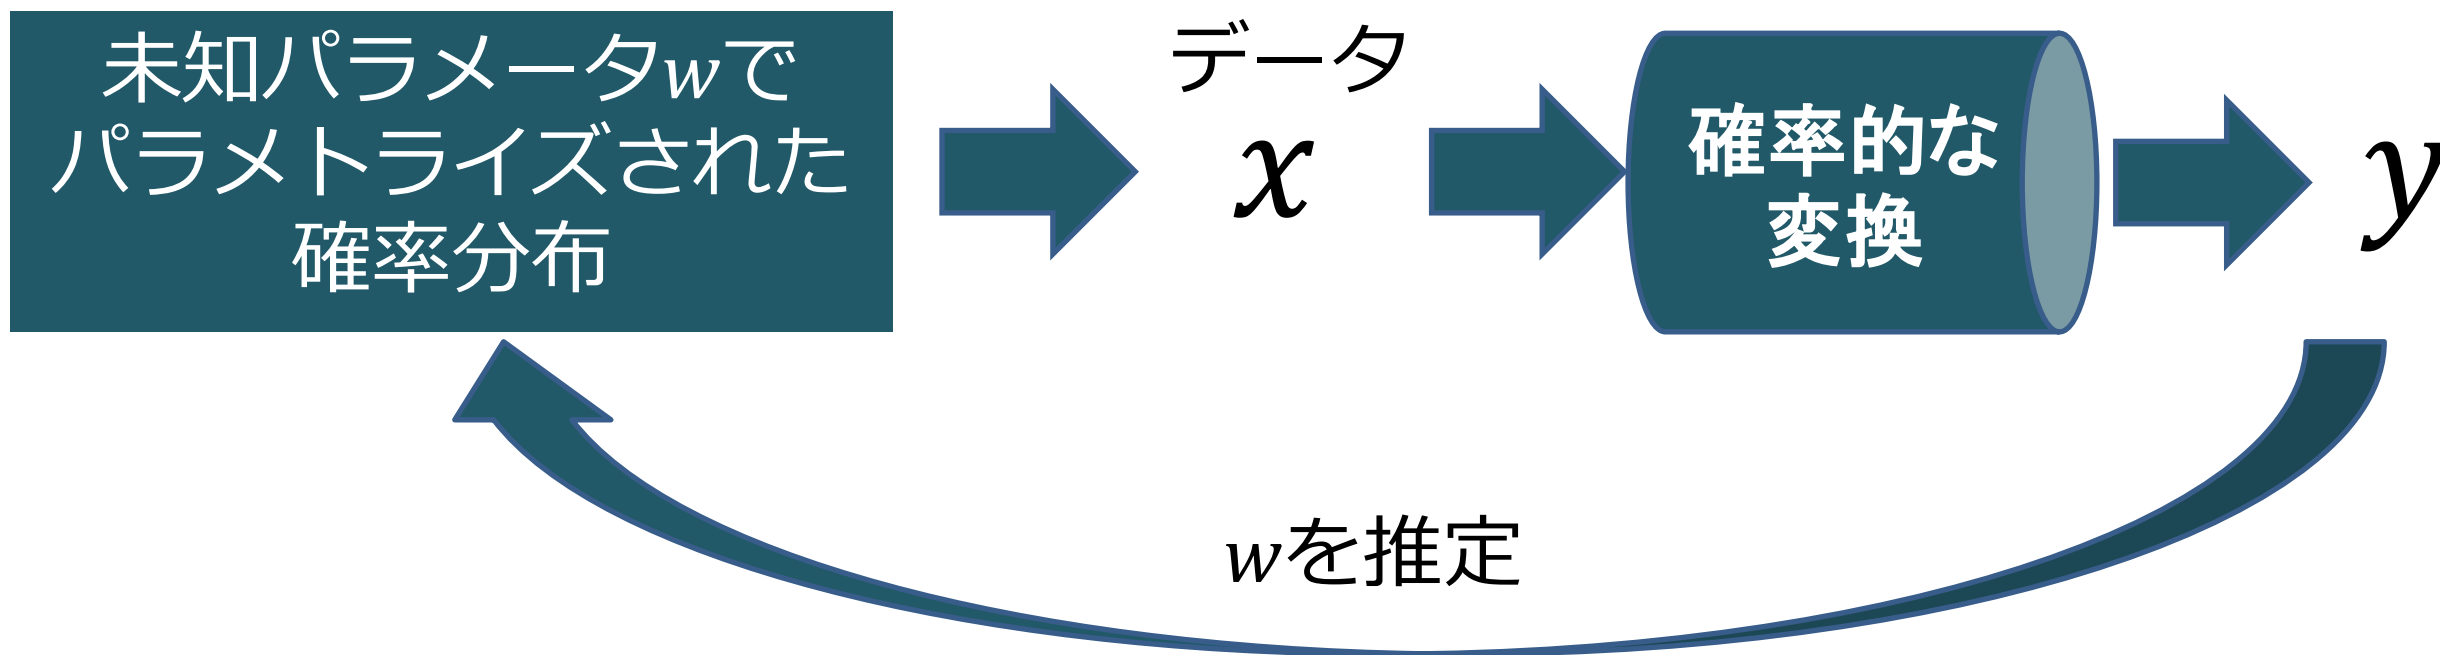 未知パラメータwで
パラメトライズされた
確率分布
データ
x
確率的な
変換
y
wを推定